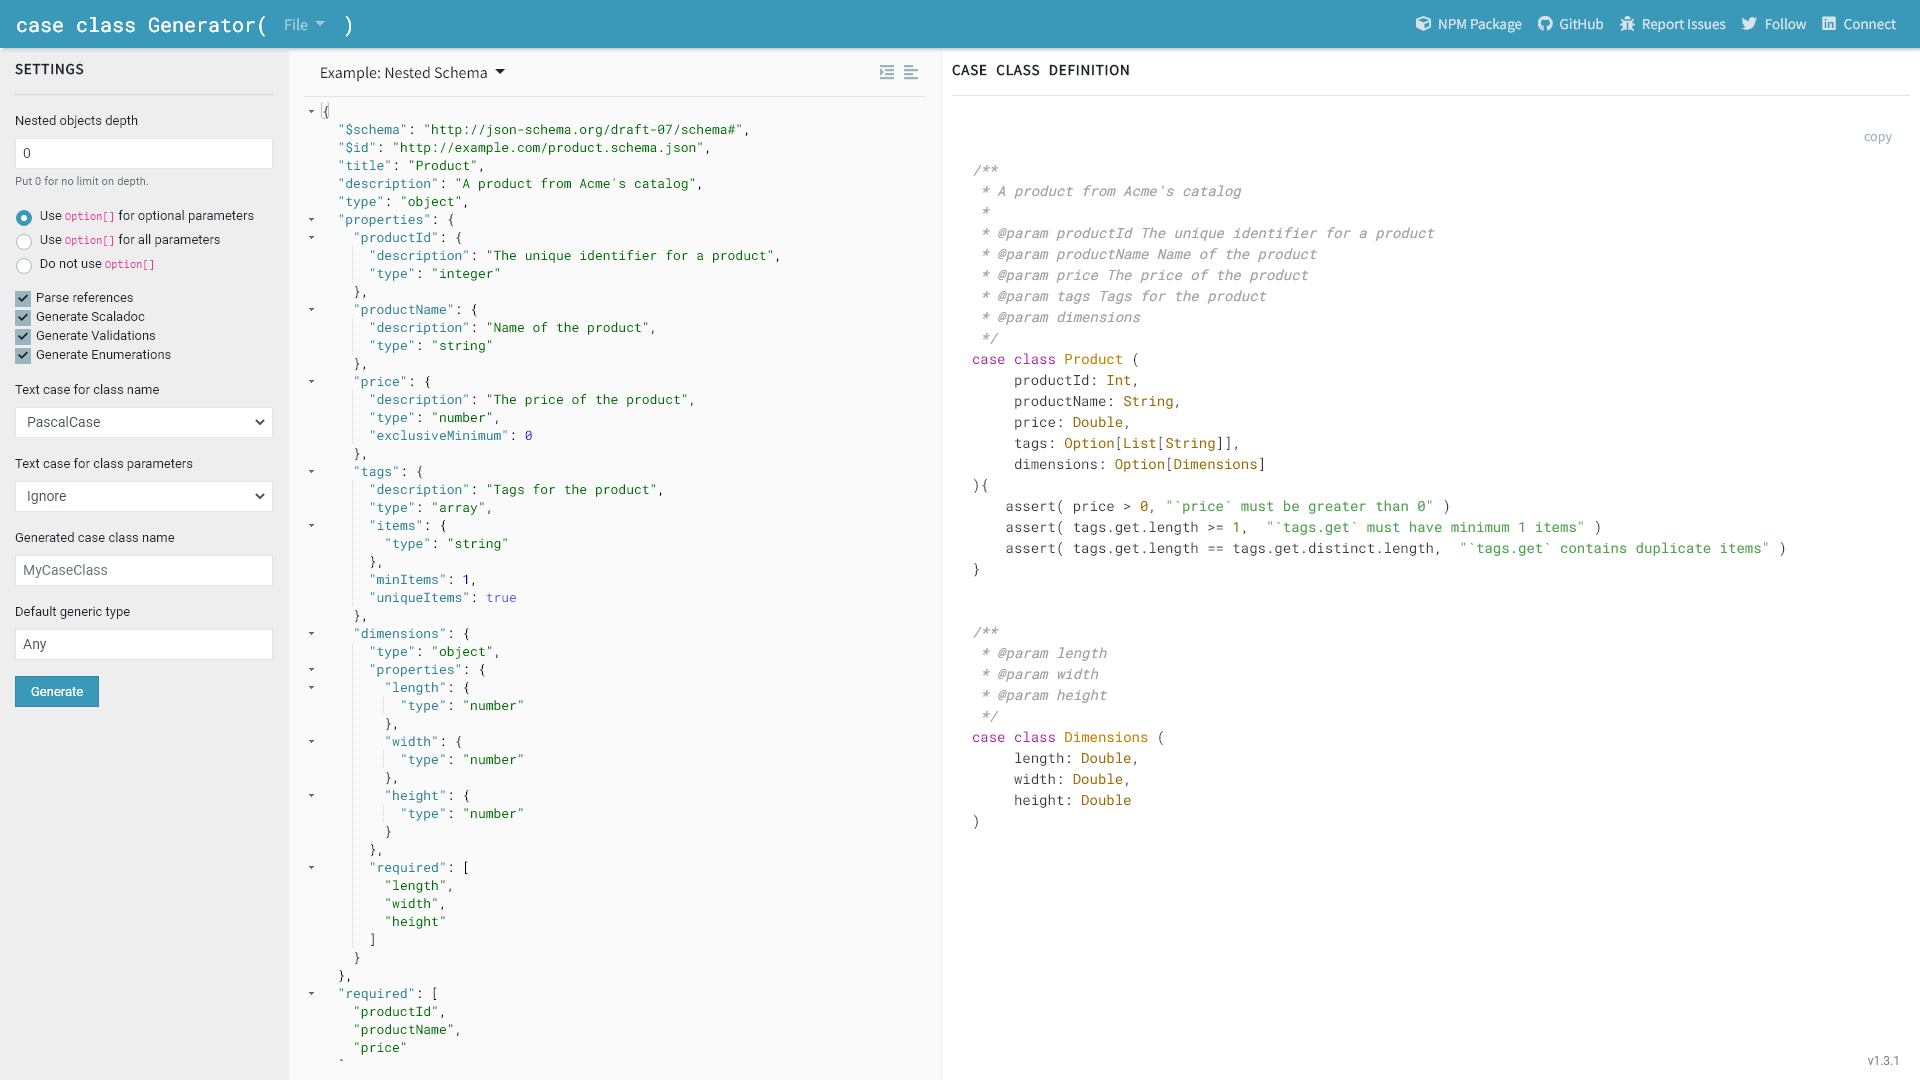 case class Generator( File )
NPM Package GitHub Report Issues Follow Connect
SETTINGS
Nested objects depth
0
Put 0 for no limit on depth.
Use Option[] for optional parameters
Use Option[] for all parameters
Do not use Option[]
Parse references
Generate Scaladoc
Generate Validations
Generate Enumerations
Text case for class name
PascalCase
Text case for class parameters
Ignore
Generated case class name
MyCaseClass
Default generic type
Any
Generate
Example: Nested Schema
{
"$schema": "http://json-schema.org/draft-07/schema#",
"$id": "http://example.com/product.schema.json",
"title": "Product",
"description": "A product from Acme's catalog",
"type": "object",
"properties": {
"productId": {
"description": "The unique identifier for a product",
"type": "integer"
},
"productName": {
"description": "Name of the product",
"type": "string"
},
"price": {
"description": "The price of the product",
"type": "number",
"exclusiveMinimum": 0
},
"tags": {
"description": "Tags for the product",
"type": "array",
"items": {
"type": "string"
},
"minItems": 1,
"uniqueItems": true
},
"dimensions": {
"type": "object",
"properties": {
"length": {
"type": "number"
},
"width": {
"type": "number"
},
"height": {
"type": "number"
}
},
"required": [
"length",
"width",
"height"
]
}
},
"required": [
"productId",
"productName",
"price"
CASE CLASS DEFINITION
copy
/**
* A product from Acme's catalog
*
* @param productId The unique identifier for a product
* @param productName Name of the product
* @param price The price of the product
* @param tags Tags for the product
* @param dimensions
*/
case class Product (
productId: Int,
productName: String,
price: Double,
tags: Option[List[String]],
dimensions: Option[Dimensions]
){
assert( price > 0, "`price` must be greater than 0" )
assert( tags.get.length >= 1, "`tags.get` must have minimum 1 items" )
assert( tags.get.length == tags.get.distinct.length, "`tags.get` contains duplicate items" )
}
/**
* @param length
* @param width
* @param height
*/
case class Dimensions (
length: Double,
width: Double,
height: Double
)
v1.3.1